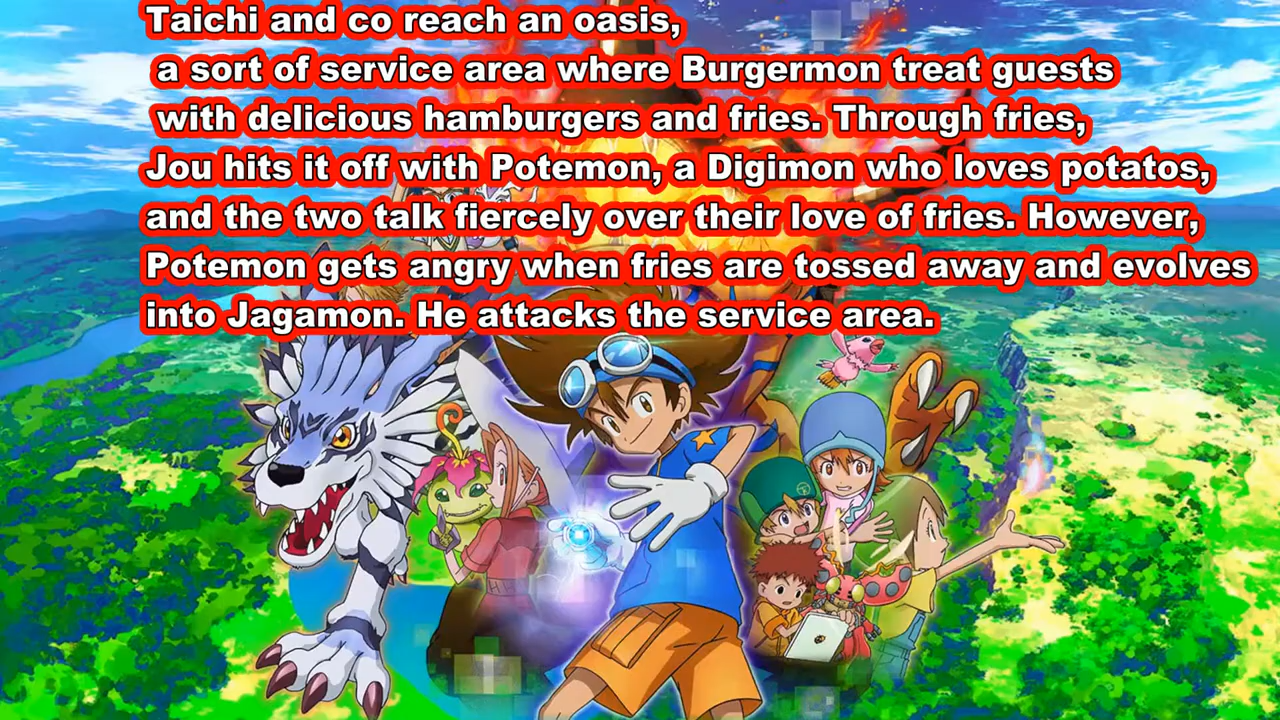 Taichi and co reach an oasis,
a sort of service area where Burgermon treat guests
with delicious hamburgers and fries. Through fries,
Jou hits it off with Potemon, a Digimon who loves potatos,
and the two talk fiercely over their love of fries. However,
Potemon gets angry when fries are tossed away and evolves
into Jagamon. He attacks the service area.